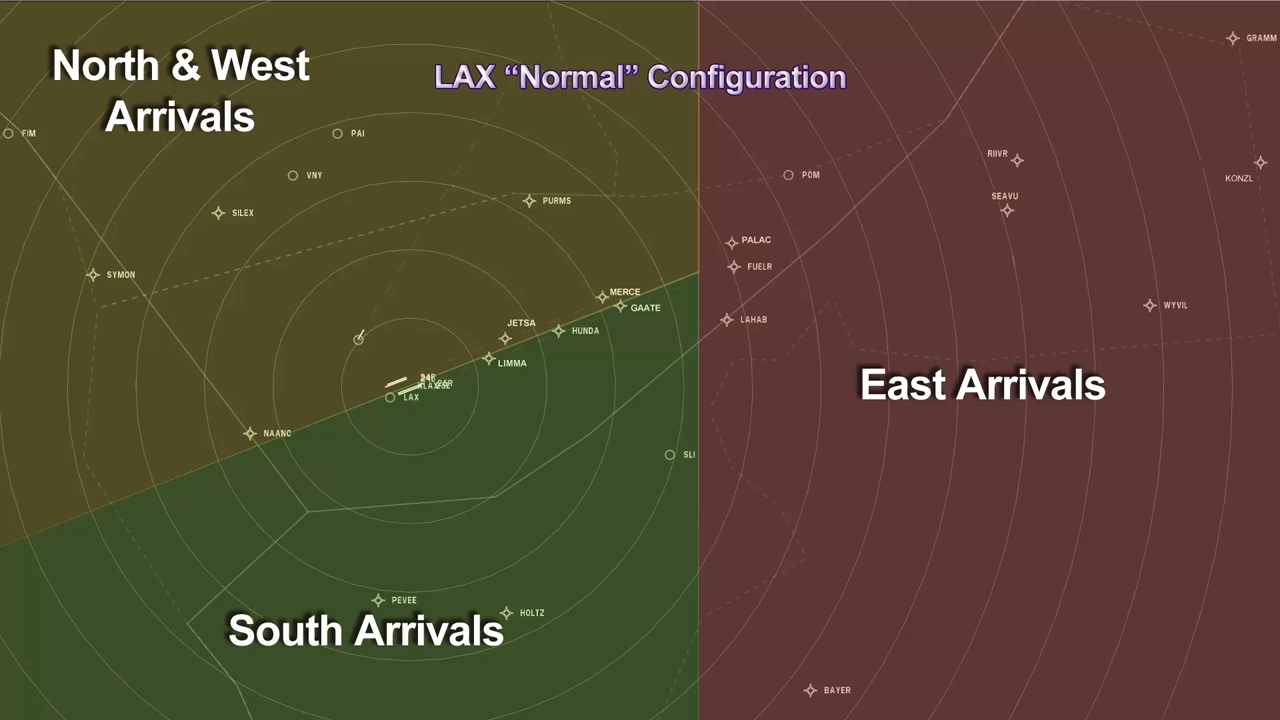 North & West
Arrivals
LAX “Normal” Configuration
GRAMM
FIM
PAI
RIIVR
KONZL
VNY
POM
SEAVU
PURMS
SILEX
PALAC
FUELR
SYMON
MERCE
GAATE
WYVIL
JETSA
HUNDA
LAHAB
LIMMA
East Arrivals
24R
LAX
NAANC
SLI
PEVEE
HOLTZ
South Arrivals
BAYER